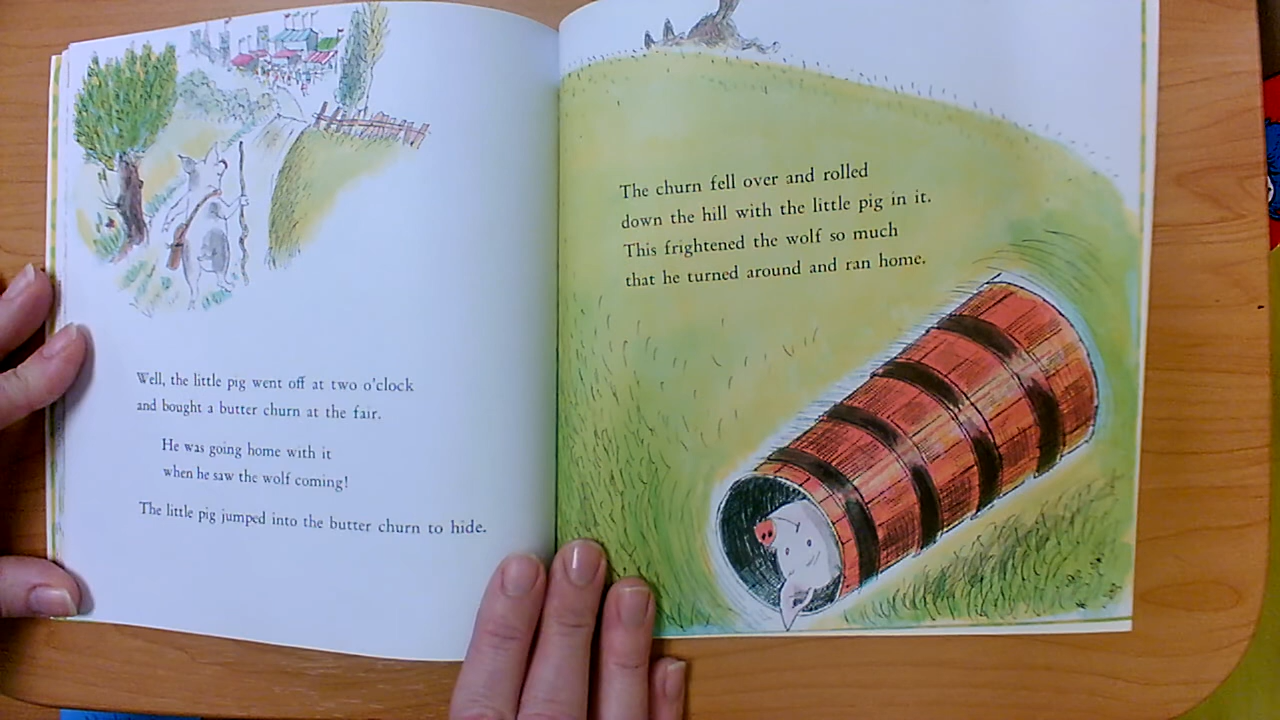 Well, the little pig went off at two o'clock
and bought a butter churn at the fair.
He was going home with it
when he saw the wolf coming!
The little pig jumped into the butter churn to hide.
The churn fell over and rolled
down the hill with the little pig in it.
This frightened the wolf so much
that he turned around and ran home.